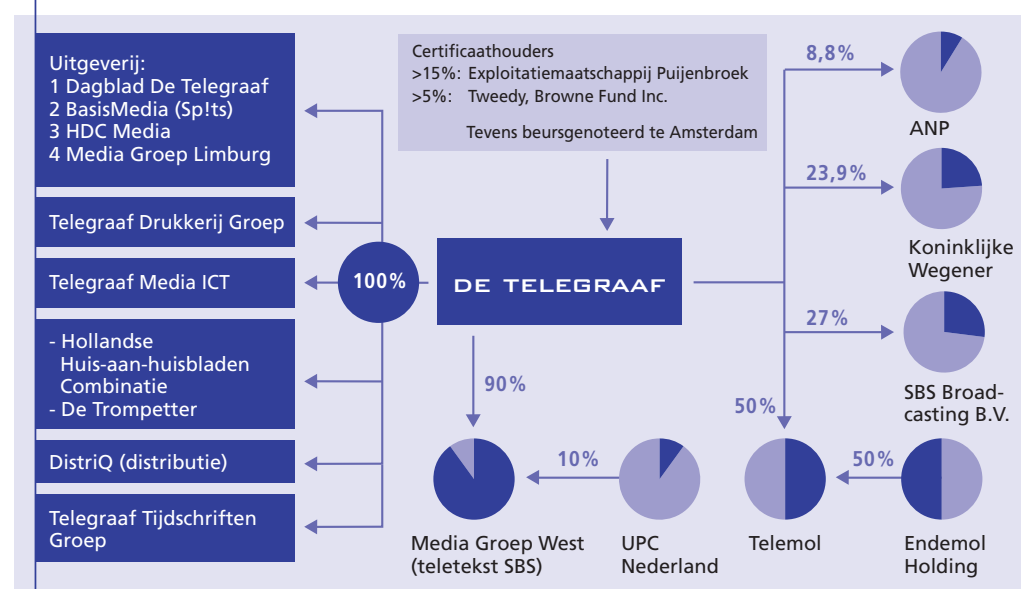 Uitgeverij:
1 Dagblad De Telegraaf
2 BasisMedia (Sp!ts)
3 HDC Media
4 Media Groep Limburg
Telegraaf Drukkerij Groep
Telegraaf Media ICT
- Hollandse
Huis-aan-huisbladen
Combinatie
- De Trompetter
DistriQ (distributie)
Telegraaf Tijdschriften
Groep
100%
Certificaathouders
>15%: Exploitatiemaatschappij Puijenbroek
>5%: Tweedy, Browne Fund Inc.
Tevens beursgenoteerd te Amsterdam
DE TELEGRAAF
90%
Media Groep West
(teletekst SBS)
10%
UPC
Nederland
8,8%
ANP
23,9%
Koninklijke
Wegener
27%
SBS Broad-
casting B.V.
50%
Telemol
50%
Endemol
Holding